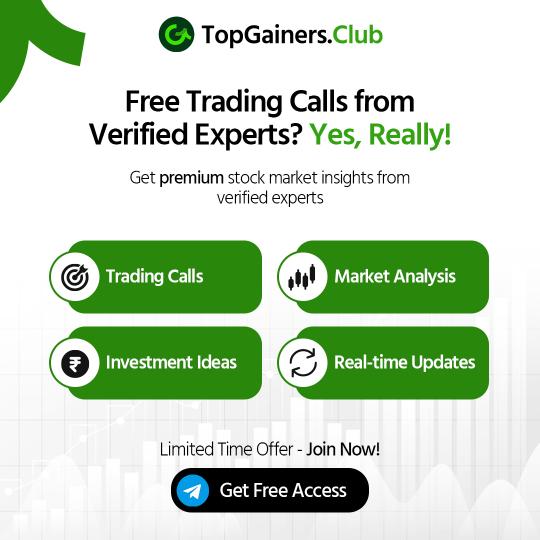 TopGainers.Club
Free Trading Calls from
Verified Experts? Yes, Really!
Get premium stock market insights from
verified experts
Trading Calls
Market Analysis
₹
Investment Ideas
Real-time Updates
Limited Time Offer - Join Now!
Get Free Access